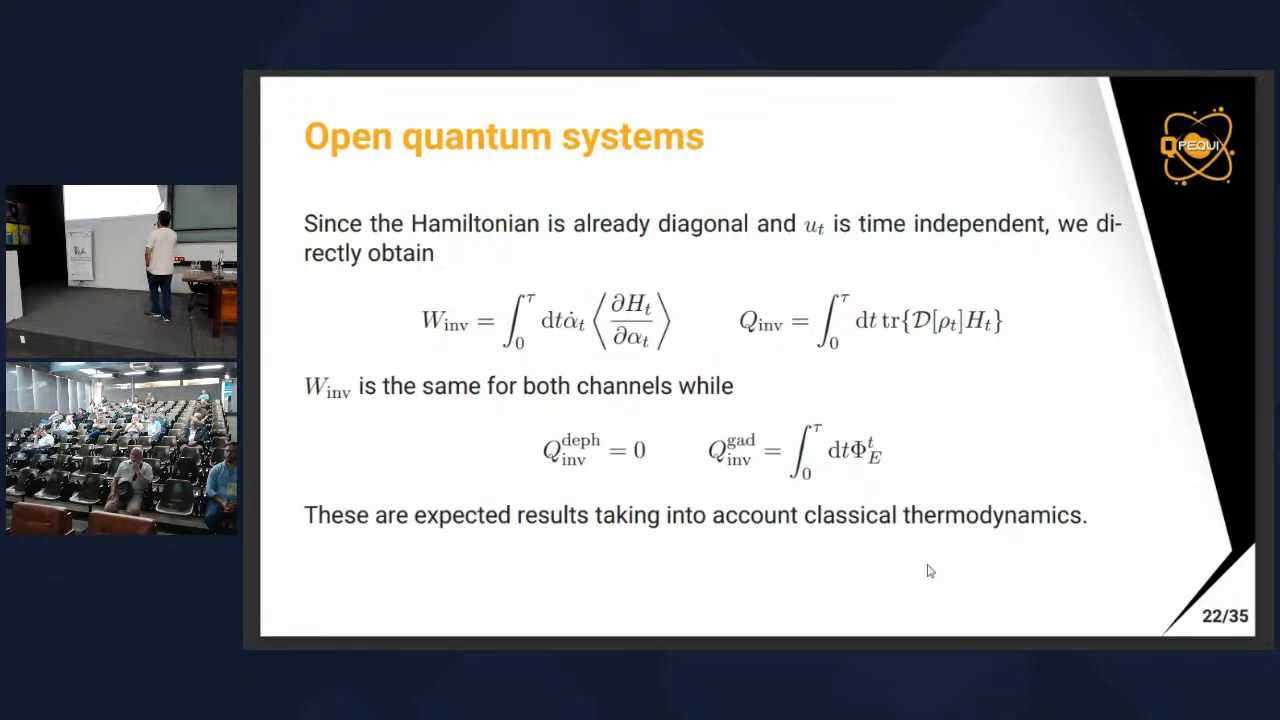 Open quantum systems
QPEQUI
Since the Hamiltonian is already diagonal and u_t is time independent, we di-
rectly obtain
W_inv = ∫_0^τ dt α̇_t ⟨∂H_t/∂α_t⟩ Q_inv = ∫_0^τ dt tr{𝒟[ρ_t]H_t}
W_inv is the same for both channels while
Q_inv^deph = 0 Q_inv^gad = ∫_0^τ dtΦ_E^t
These are expected results taking into account classical thermodynamics.
22/35